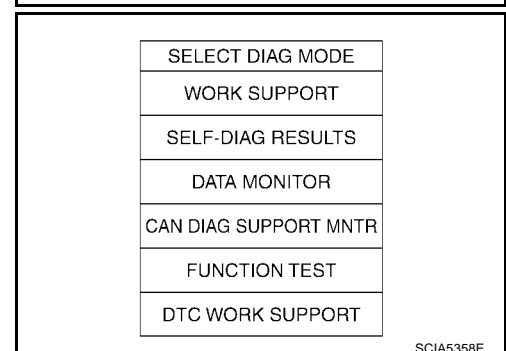 SELECT DIAG MODE
WORK SUPPORT
SELF-DIAG RESULTS
DATA MONITOR
CAN DIAG SUPPORT MNTR
FUNCTION TEST
DTC WORK SUPPORT
SCIA5358E